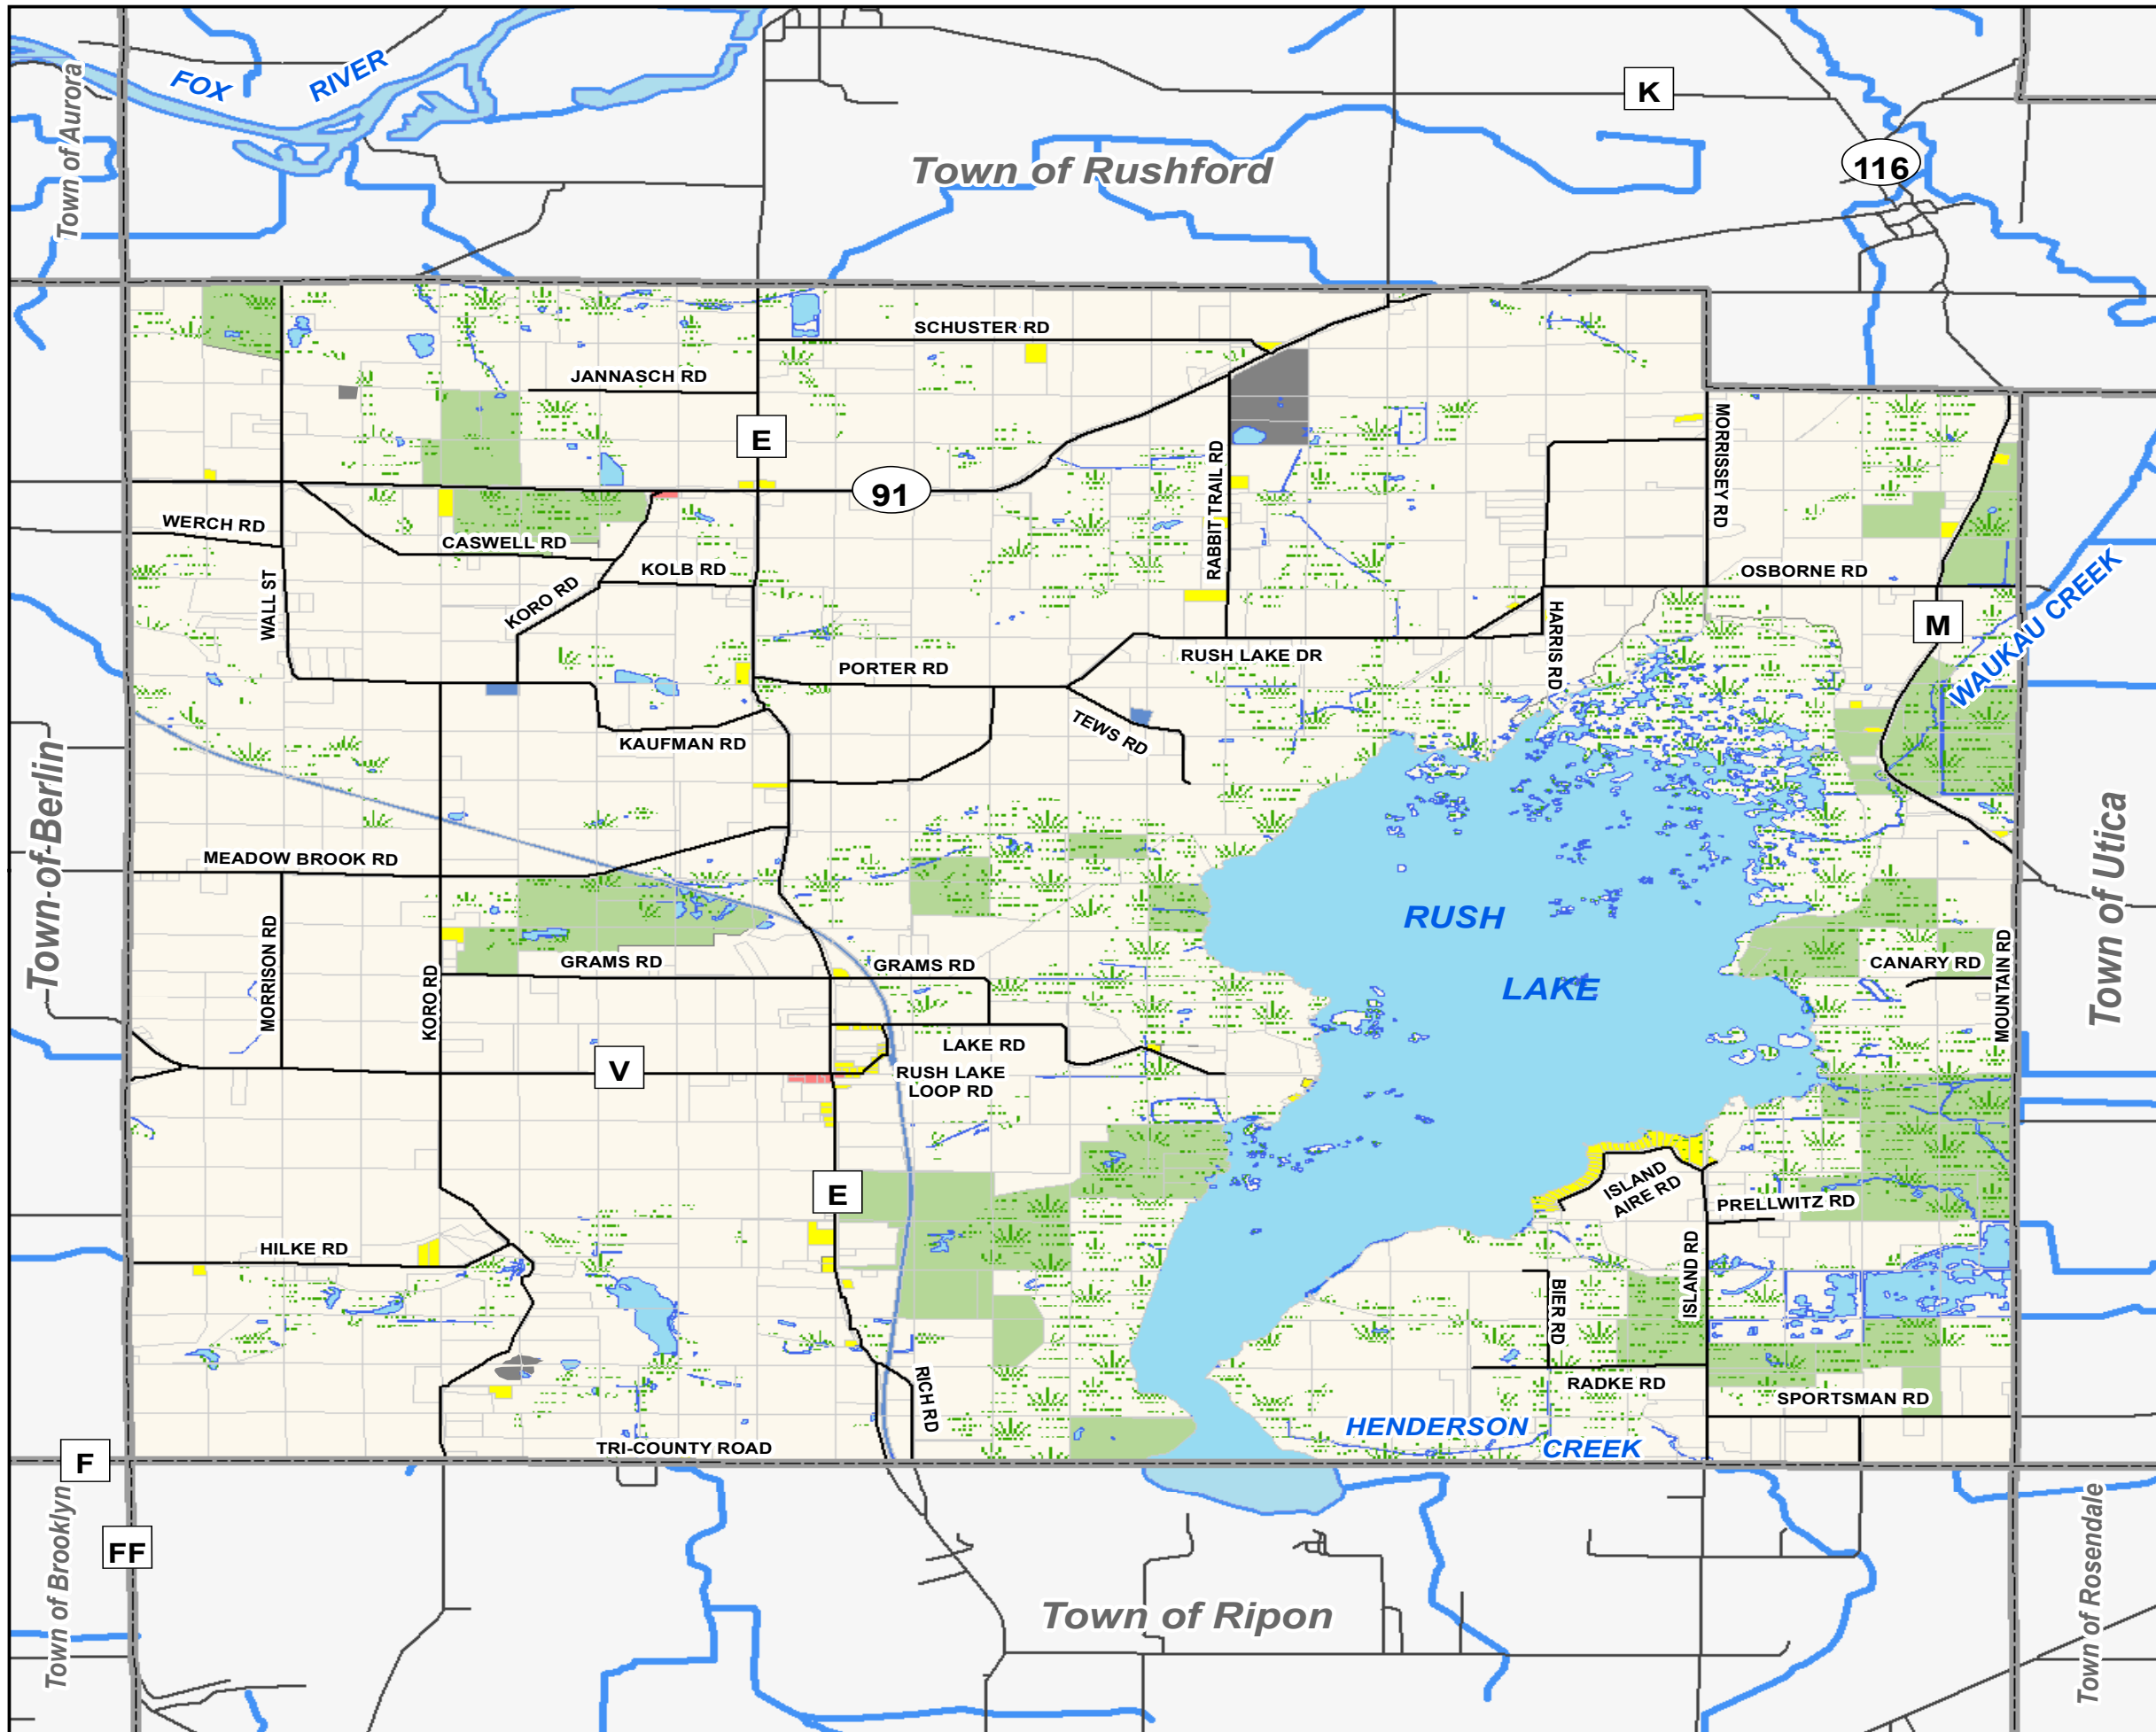 FOX RIVER
K
Town of Aurora
116
Town of Rushford
SCHUSTER RD
JANNASCH RD
E
MORRISSEY RD
91
RABBIT TRAIL RD
WERCH RD
CASWELL RD
KOLB RD
OSBORNE RD
KORO RD
WALL ST
HARRIS RD
M
WAUKAU CREEK
RUSH LAKE DR
PORTER RD
TEWS RD
KAUFMAN RD
Town of Berlin
MEADOW BROOK RD
Town of Utica
RUSH
LAKE
GRAMS RD
GRAMS RD
CANARY RD
MOUNTAIN RD
MORRISON RD
KORO RD
LAKE RD
V
RUSH LAKE
LOOP RD
E
ISLAND
AIRE RD
PRELLWITZ RD
HILKE RD
ISLAND RD
BIER RD
RADKE RD
SPORTSMAN RD
RICH RD
HENDERSON
CREEK
TRI-COUNTY ROAD
F
FF
Town of Brooklyn
Town of Ripon
Town of Rosendale